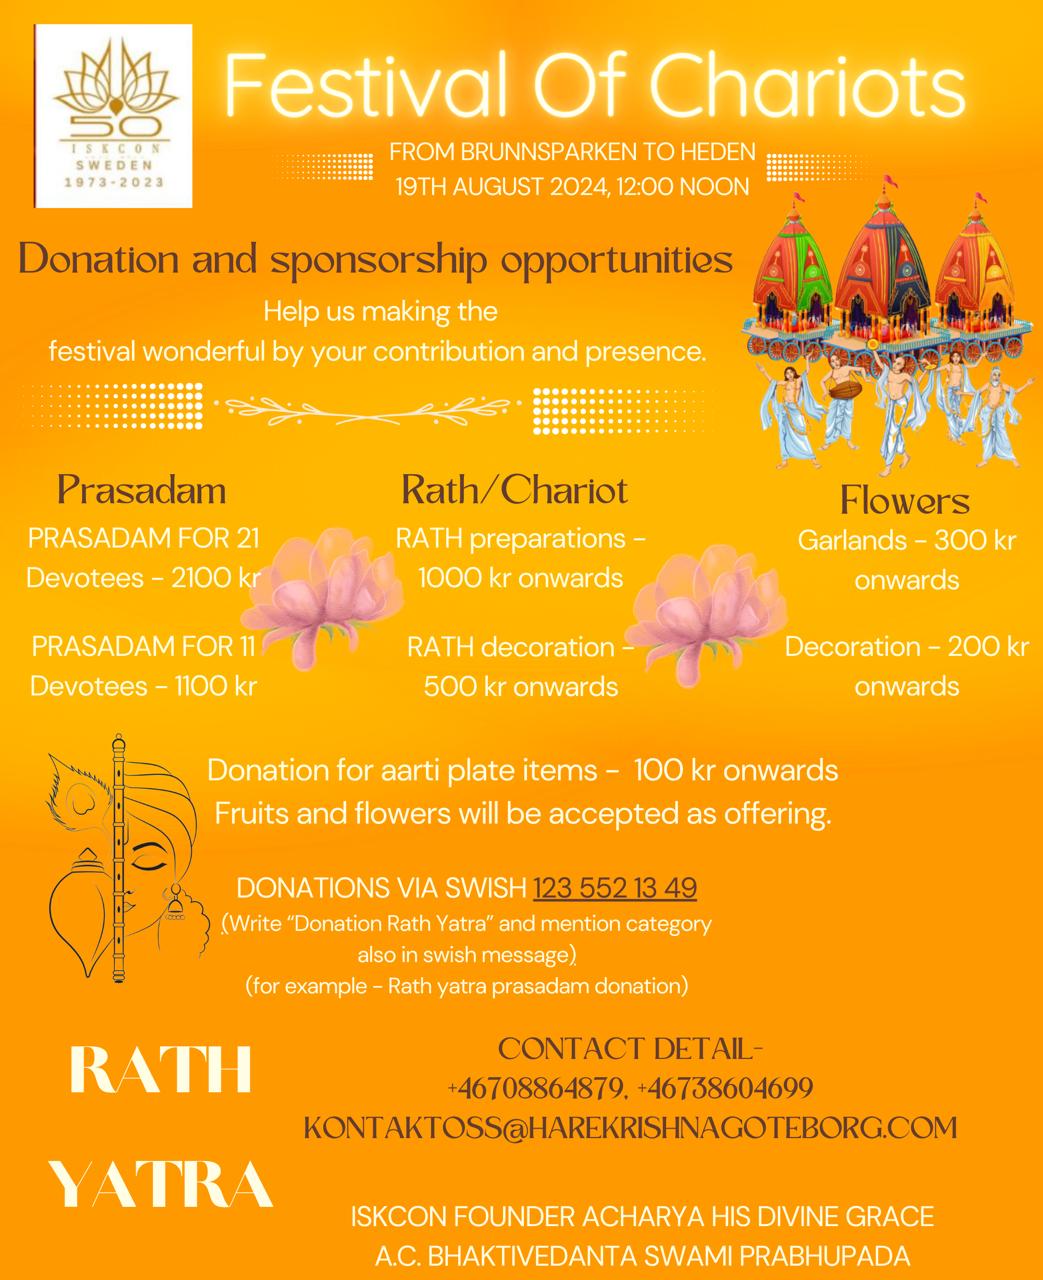 50
ISKCON
SWEDEN
1973-2023
Festival Of Chariots
FROM BRUNNSPARKEN TO HEDEN
19TH AUGUST 2024, 12:00 NOON
Donation and sponsorship opportunities
Help us making the
festival wonderful by your contribution and presence.
Prasadam
PRASADAM FOR 21
Devotees - 2100 kr
PRASADAM FOR 11
Devotees - 1100 kr
Rath/Chariot
RATH preparations -
1000 kr onwards
RATH decoration -
500 kr onwards
Flowers
Garlands - 300 kr
onwards
Decoration - 200 kr
onwards
Donation for aarti plate items - 100 kr onwards
Fruits and flowers will be accepted as offering.
DONATIONS VIA SWISH 123 552 13 49
(Write “Donation Rath Yatra” and mention category
also in swish message)
(for example - Rath yatra prasadam donation)
RATH
YATRA
CONTACT DETAIL-
+46708864879, +46738604699
KONTAKTOSS@HAREKRISHNAGOTEBORG.COM
ISKCON FOUNDER ACHARYA HIS DIVINE GRACE
A.C. BHAKTIVEDANTA SWAMI PRABHUPADA